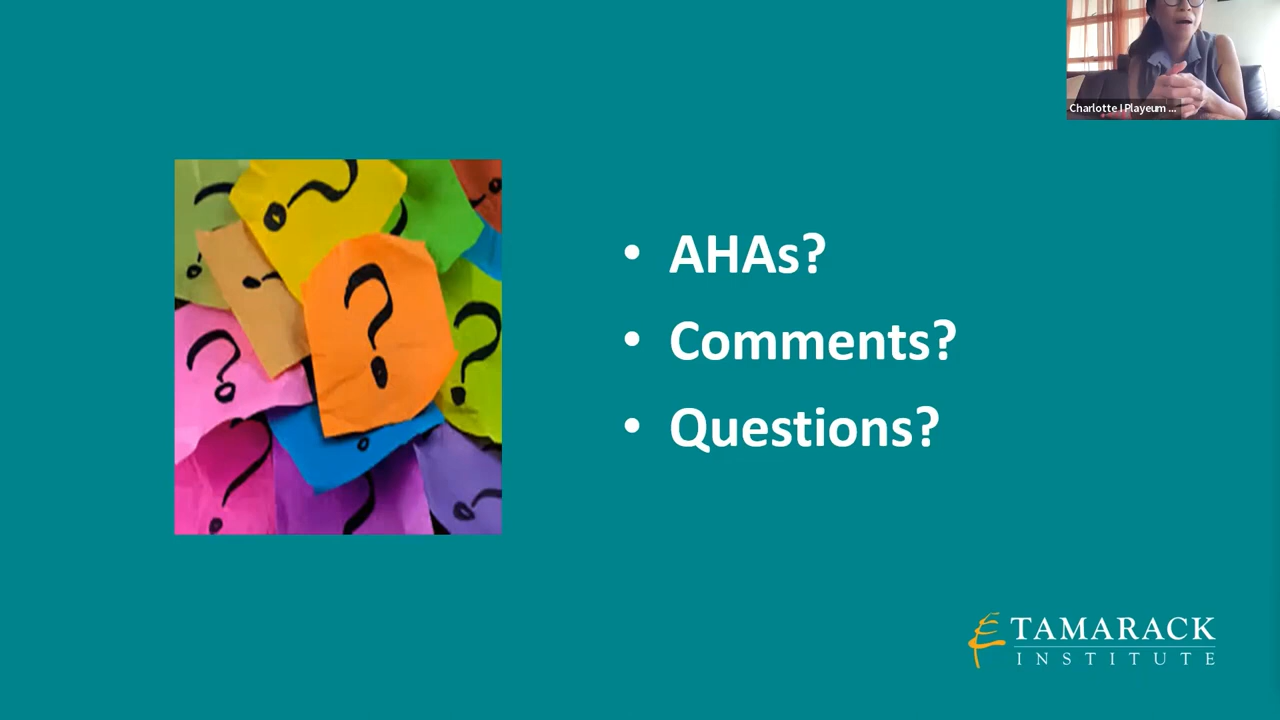 Charlotte I Playeum ...
? ? ? ? ? ? ? ? ? ?
• AHAs?
• Comments?
• Questions?
TAMARACK
INSTITUTE